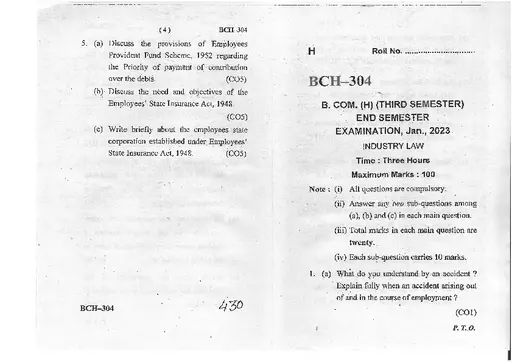 (4) BCH-304
5. (a) Discuss the provisions of Employees
Provident Fund Scheme, 1952 regarding
the Priority of payment of contribution
over the debts. (CO5)
(b) Discuss the need and objectives of the
Employees' State Insurance Act, 1948.
(CO5)
(c) Write briefly about the employees state
corporation established under Employees'
State Insurance Act, 1948. (CO5)
BCH–304 430
H Roll No. ..............................
BCH–304
B. COM. (H) (THIRD SEMESTER)
END SEMESTER
EXAMINATION, Jan., 2023
INDUSTRY LAW
Time : Three Hours
Maximum Marks : 100
Note : (i) All questions are compulsory.
(ii) Answer any two sub-questions among
(a), (b) and (c) in each main question.
(iii) Total marks in each main question are
twenty.
(iv) Each sub-question carries 10 marks.
1. (a) What do you understand by an accident ?
Explain fully when an accident arising out
of and in the course of employment ?
(CO1)
P. T. O.